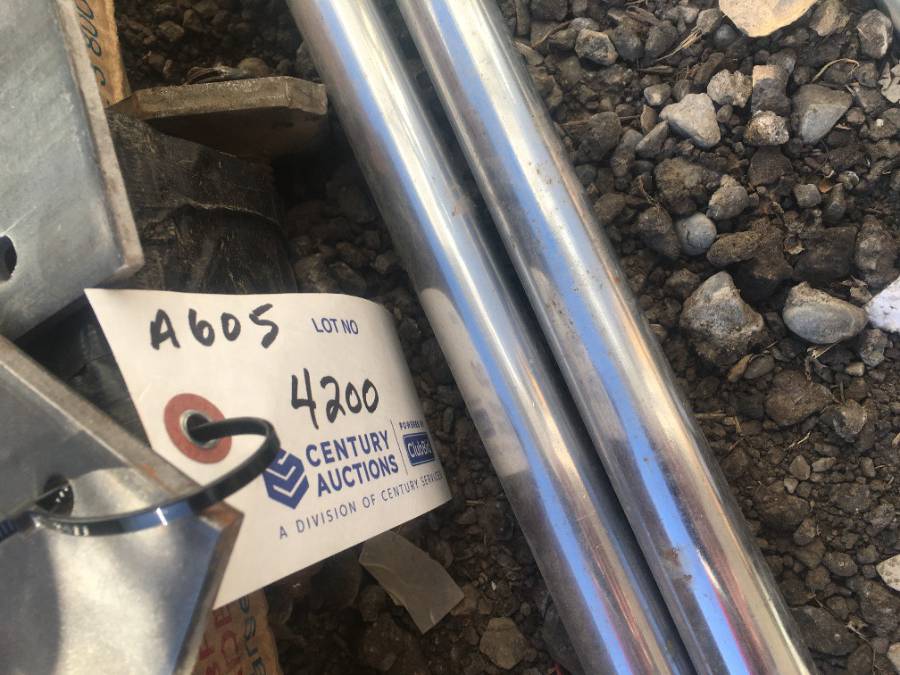 A605 LOT NO
4200
CENTURY AUCTIONS
POWERED BY
A DIVISION OF CENTURY SERVICES